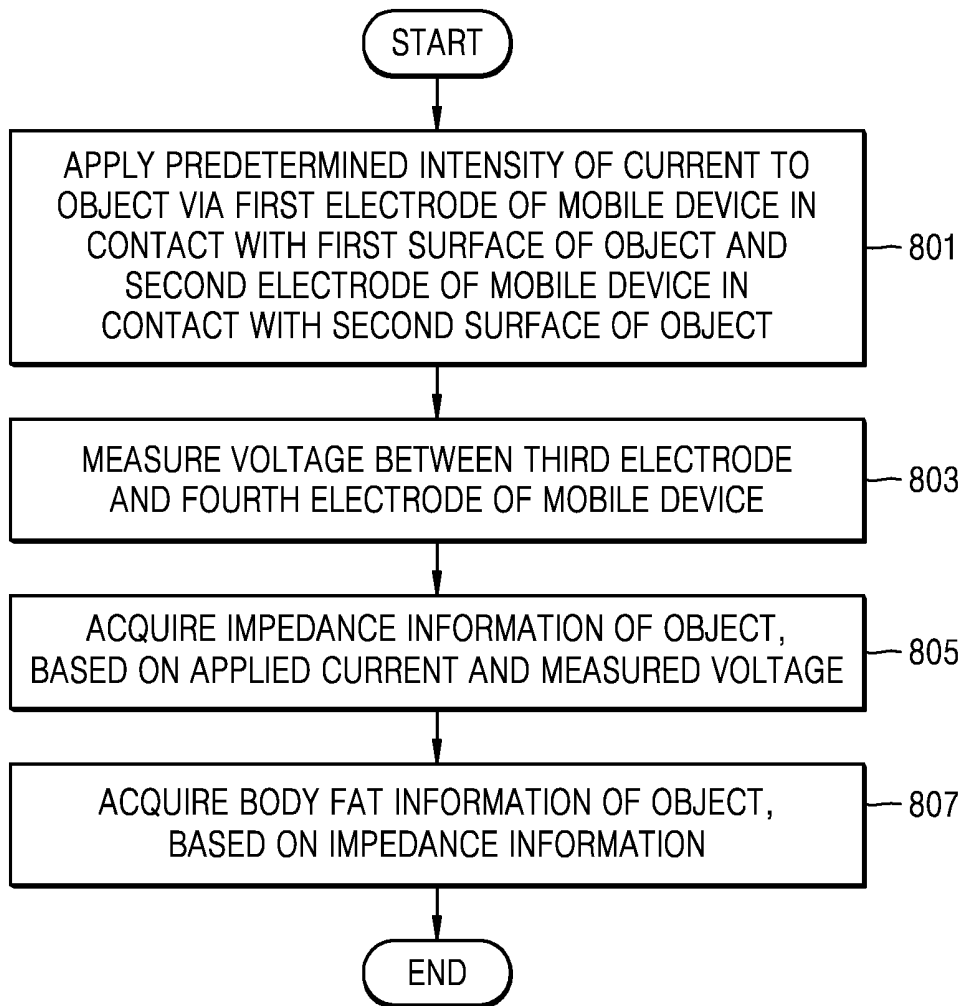 START
APPLY PREDETERMINED INTENSITY OF CURRENT TO
OBJECT VIA FIRST ELECTRODE OF MOBILE DEVICE IN
CONTACT WITH FIRST SURFACE OF OBJECT AND
SECOND ELECTRODE OF MOBILE DEVICE IN
CONTACT WITH SECOND SURFACE OF OBJECT
801
MEASURE VOLTAGE BETWEEN THIRD ELECTRODE
AND FOURTH ELECTRODE OF MOBILE DEVICE
803
ACQUIRE IMPEDANCE INFORMATION OF OBJECT,
BASED ON APPLIED CURRENT AND MEASURED VOLTAGE
805
ACQUIRE BODY FAT INFORMATION OF OBJECT,
BASED ON IMPEDANCE INFORMATION
807
END